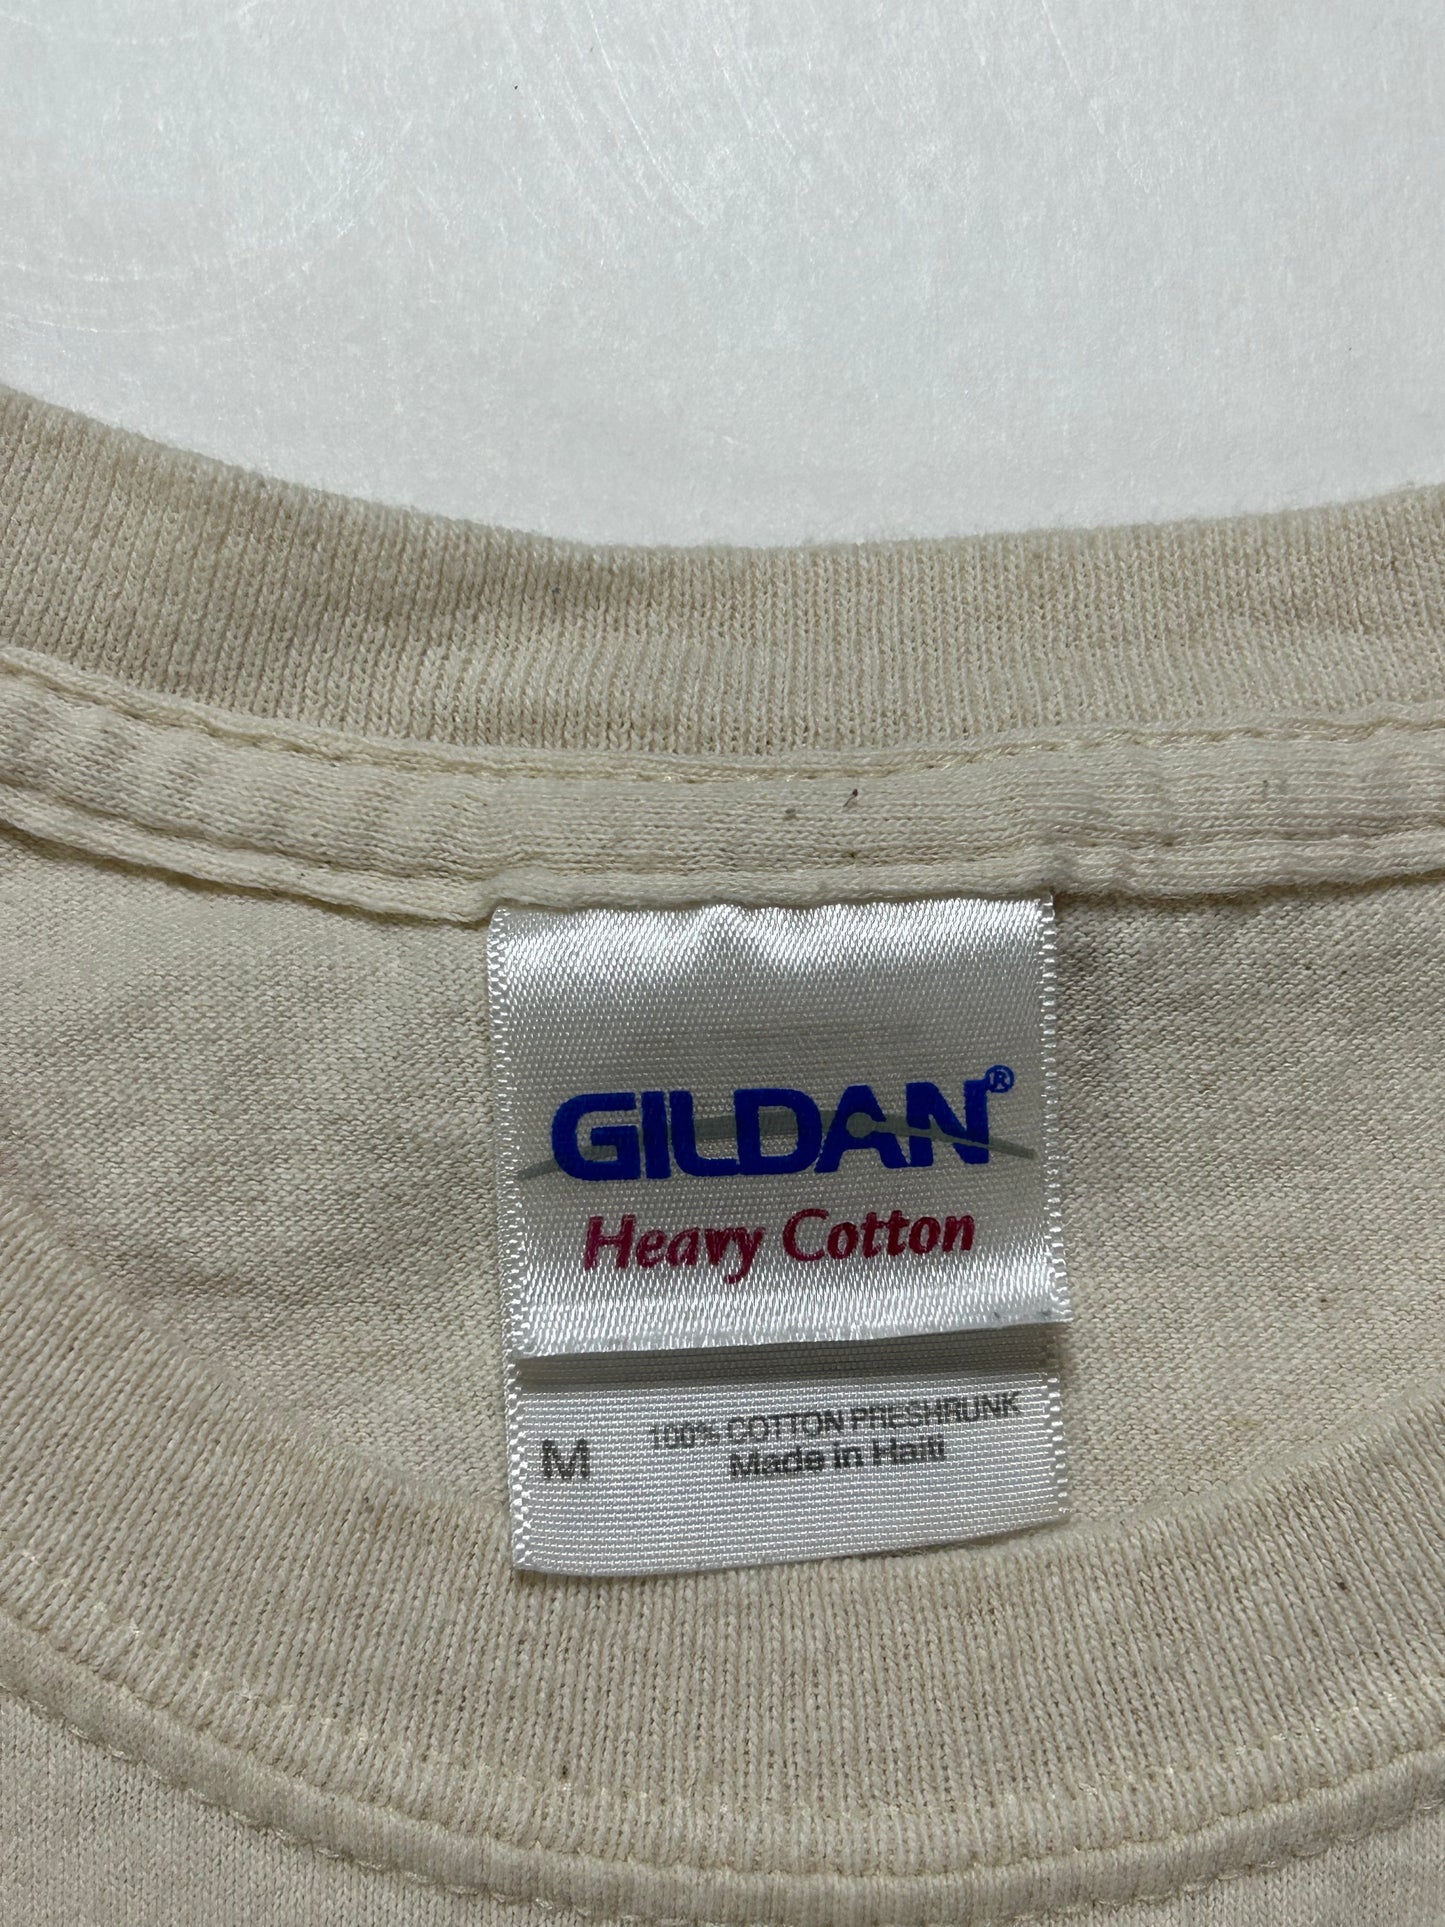 GILDAN®
Heavy Cotton
M
100% COTTON PRESHRUNK
Made in Haiti